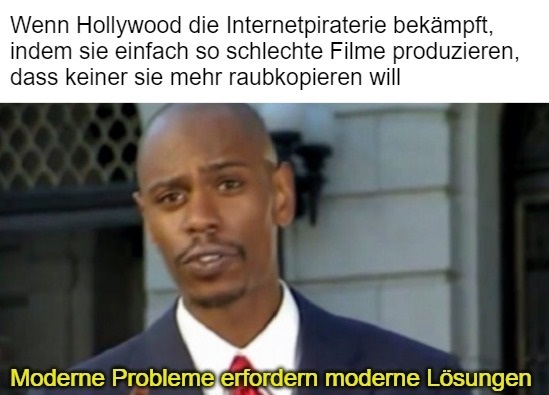 Wenn Hollywood die Internetpiraterie bekämpft,
indem sie einfach so schlechte Filme produzieren,
dass keiner sie mehr raubkopieren will
Moderne Probleme erfordern moderne Lösungen